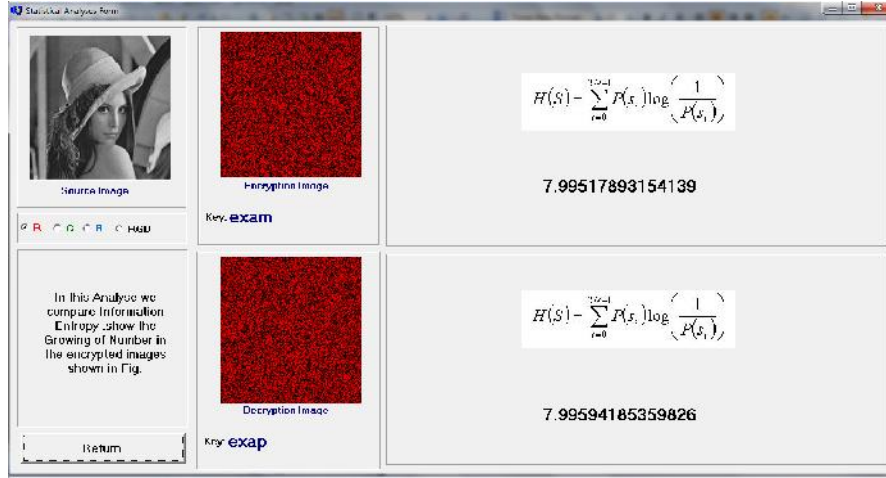 Statistical Analyses Form
Source Image
R G B RGB
In this Analyse we
compare Information
Entropy .show the
Growing of Number in
the encrypted images
shown in Fig.
Return
Encryption Image
Key: exam
H(S) = ∑ P(s_i) log(1 / P(s_i))
7.99517893154139
Decryption Image
Key: exap
H(S) = ∑ P(s_i) log(1 / P(s_i))
7.99594185359826